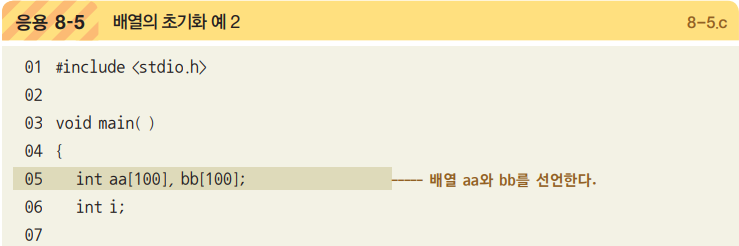 응용 8-5 배열의 초기화 예 2 8-5.c
01 #include <stdio.h>
02
03 void main( )
04 {
05 int aa[100], bb[100]; ----- 배열 aa와 bb를 선언한다.
06 int i;
07